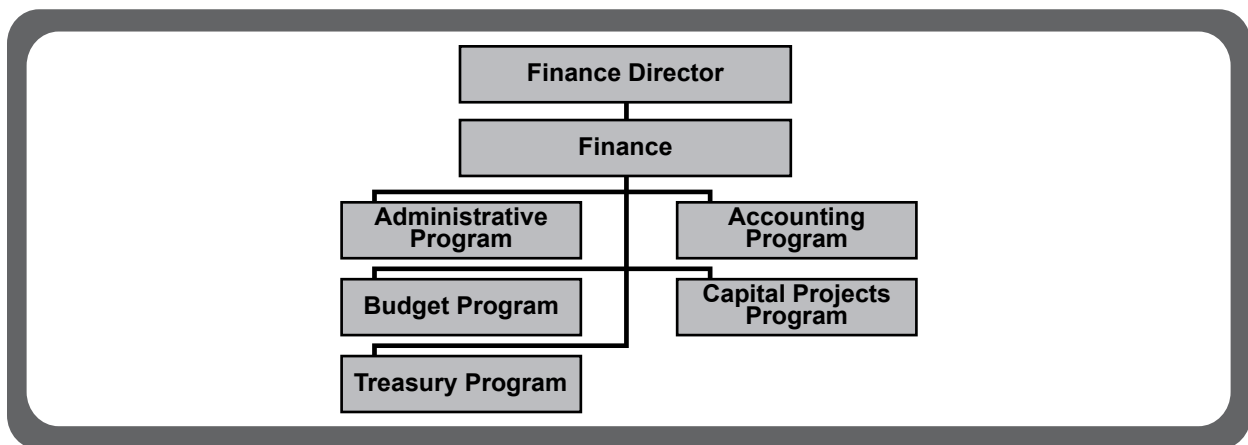 Finance Director
Finance
Administrative
Program
Accounting
Program
Budget Program
Capital Projects
Program
Treasury Program